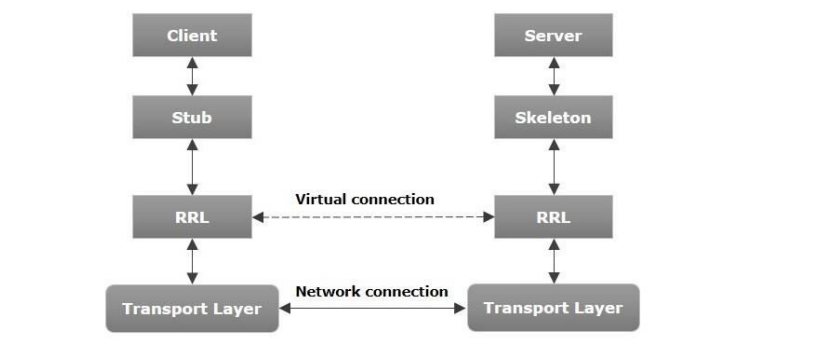 Client
Server
Stub
Skeleton
Virtual connection
RRL
RRL
Network connection
Transport Layer
Transport Layer